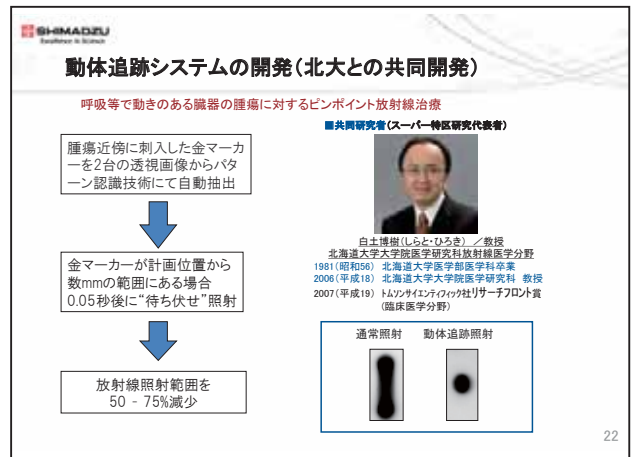 SHIMADZU
Excellence in Science
動体追跡システムの開発(北大との共同開発)
呼吸等で動きのある臓器の腫瘍に対するピンポイント放射線治療
腫瘍近傍に刺入した金マーカ
ーを2台の透視画像からパタ
ーン認識技術にて自動抽出
金マーカーが計画位置から
数mmの範囲にある場合
0.05秒後に“待ち伏せ”照射
放射線照射範囲を
50 - 75%減少
■共同研究者(スーパー特区研究代表者)
白土博樹(しらと・ひろき) /教授
北海道大学大学院医学研究科放射線医学分野
1981(昭和56) 北海道大学医学部医学科卒業
2006(平成18) 北海道大学大学院医学研究科 教授
2007(平成19) トムソンサイエンティフィック社リサーチフロント賞
(臨床医学分野)
通常照射 動体追跡照射
22